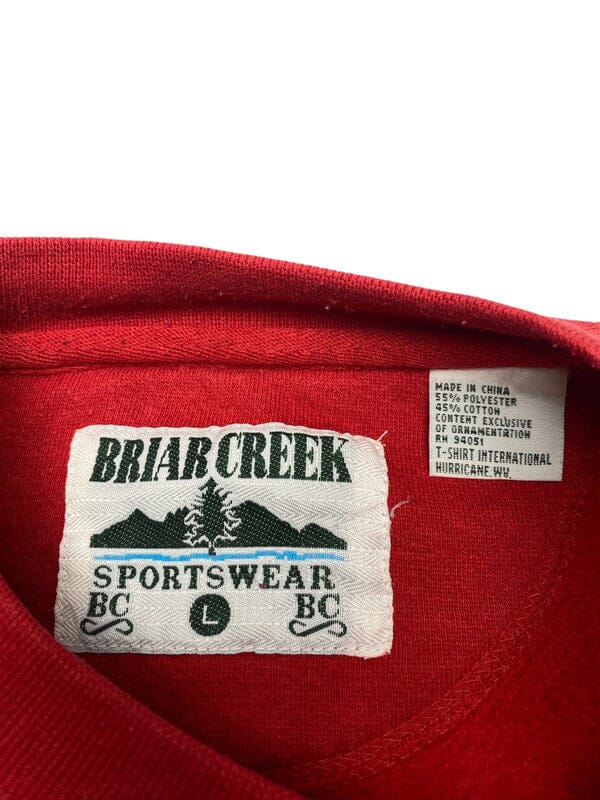 BRIAR CREEK
SPORTSWEAR
BC L BC
MADE IN CHINA
55% POLYESTER
45% COTTON
CONTENT EXCLUSIVE
OF ORNAMENTATION
RN 94051
T-SHIRT INTERNATIONAL
HURRICANE, WV.